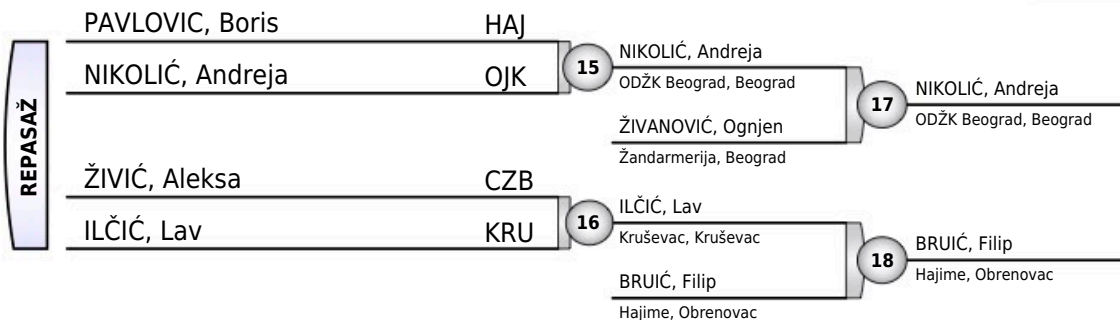 REPASAŽ
PAVLOVIC, Boris HAJ
NIKOLIĆ, Andreja OJK
15
NIKOLIĆ, Andreja
ODŽK Beograd, Beograd
ŽIVANOVIĆ, Ognjen
Žandarmerija, Beograd
17
NIKOLIĆ, Andreja
ODŽK Beograd, Beograd
ŽIVIĆ, Aleksa CZB
ILČIĆ, Lav KRU
16
ILČIĆ, Lav
Kruševac, Kruševac
BRUIĆ, Filip
Hajime, Obrenovac
18
BRUIĆ, Filip
Hajime, Obrenovac